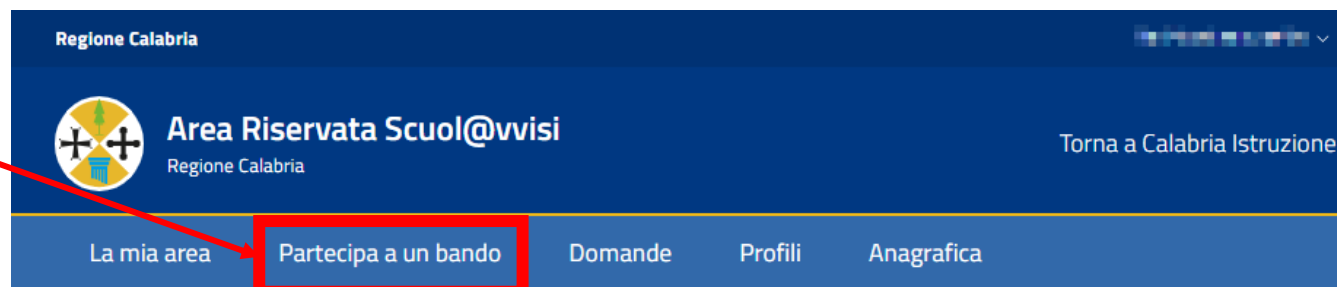 Regione Calabria
Area Riservata Scuol@vvisi
Regione Calabria
Torna a Calabria Istruzione
La mia area Partecipa a un bando Domande Profili Anagrafica